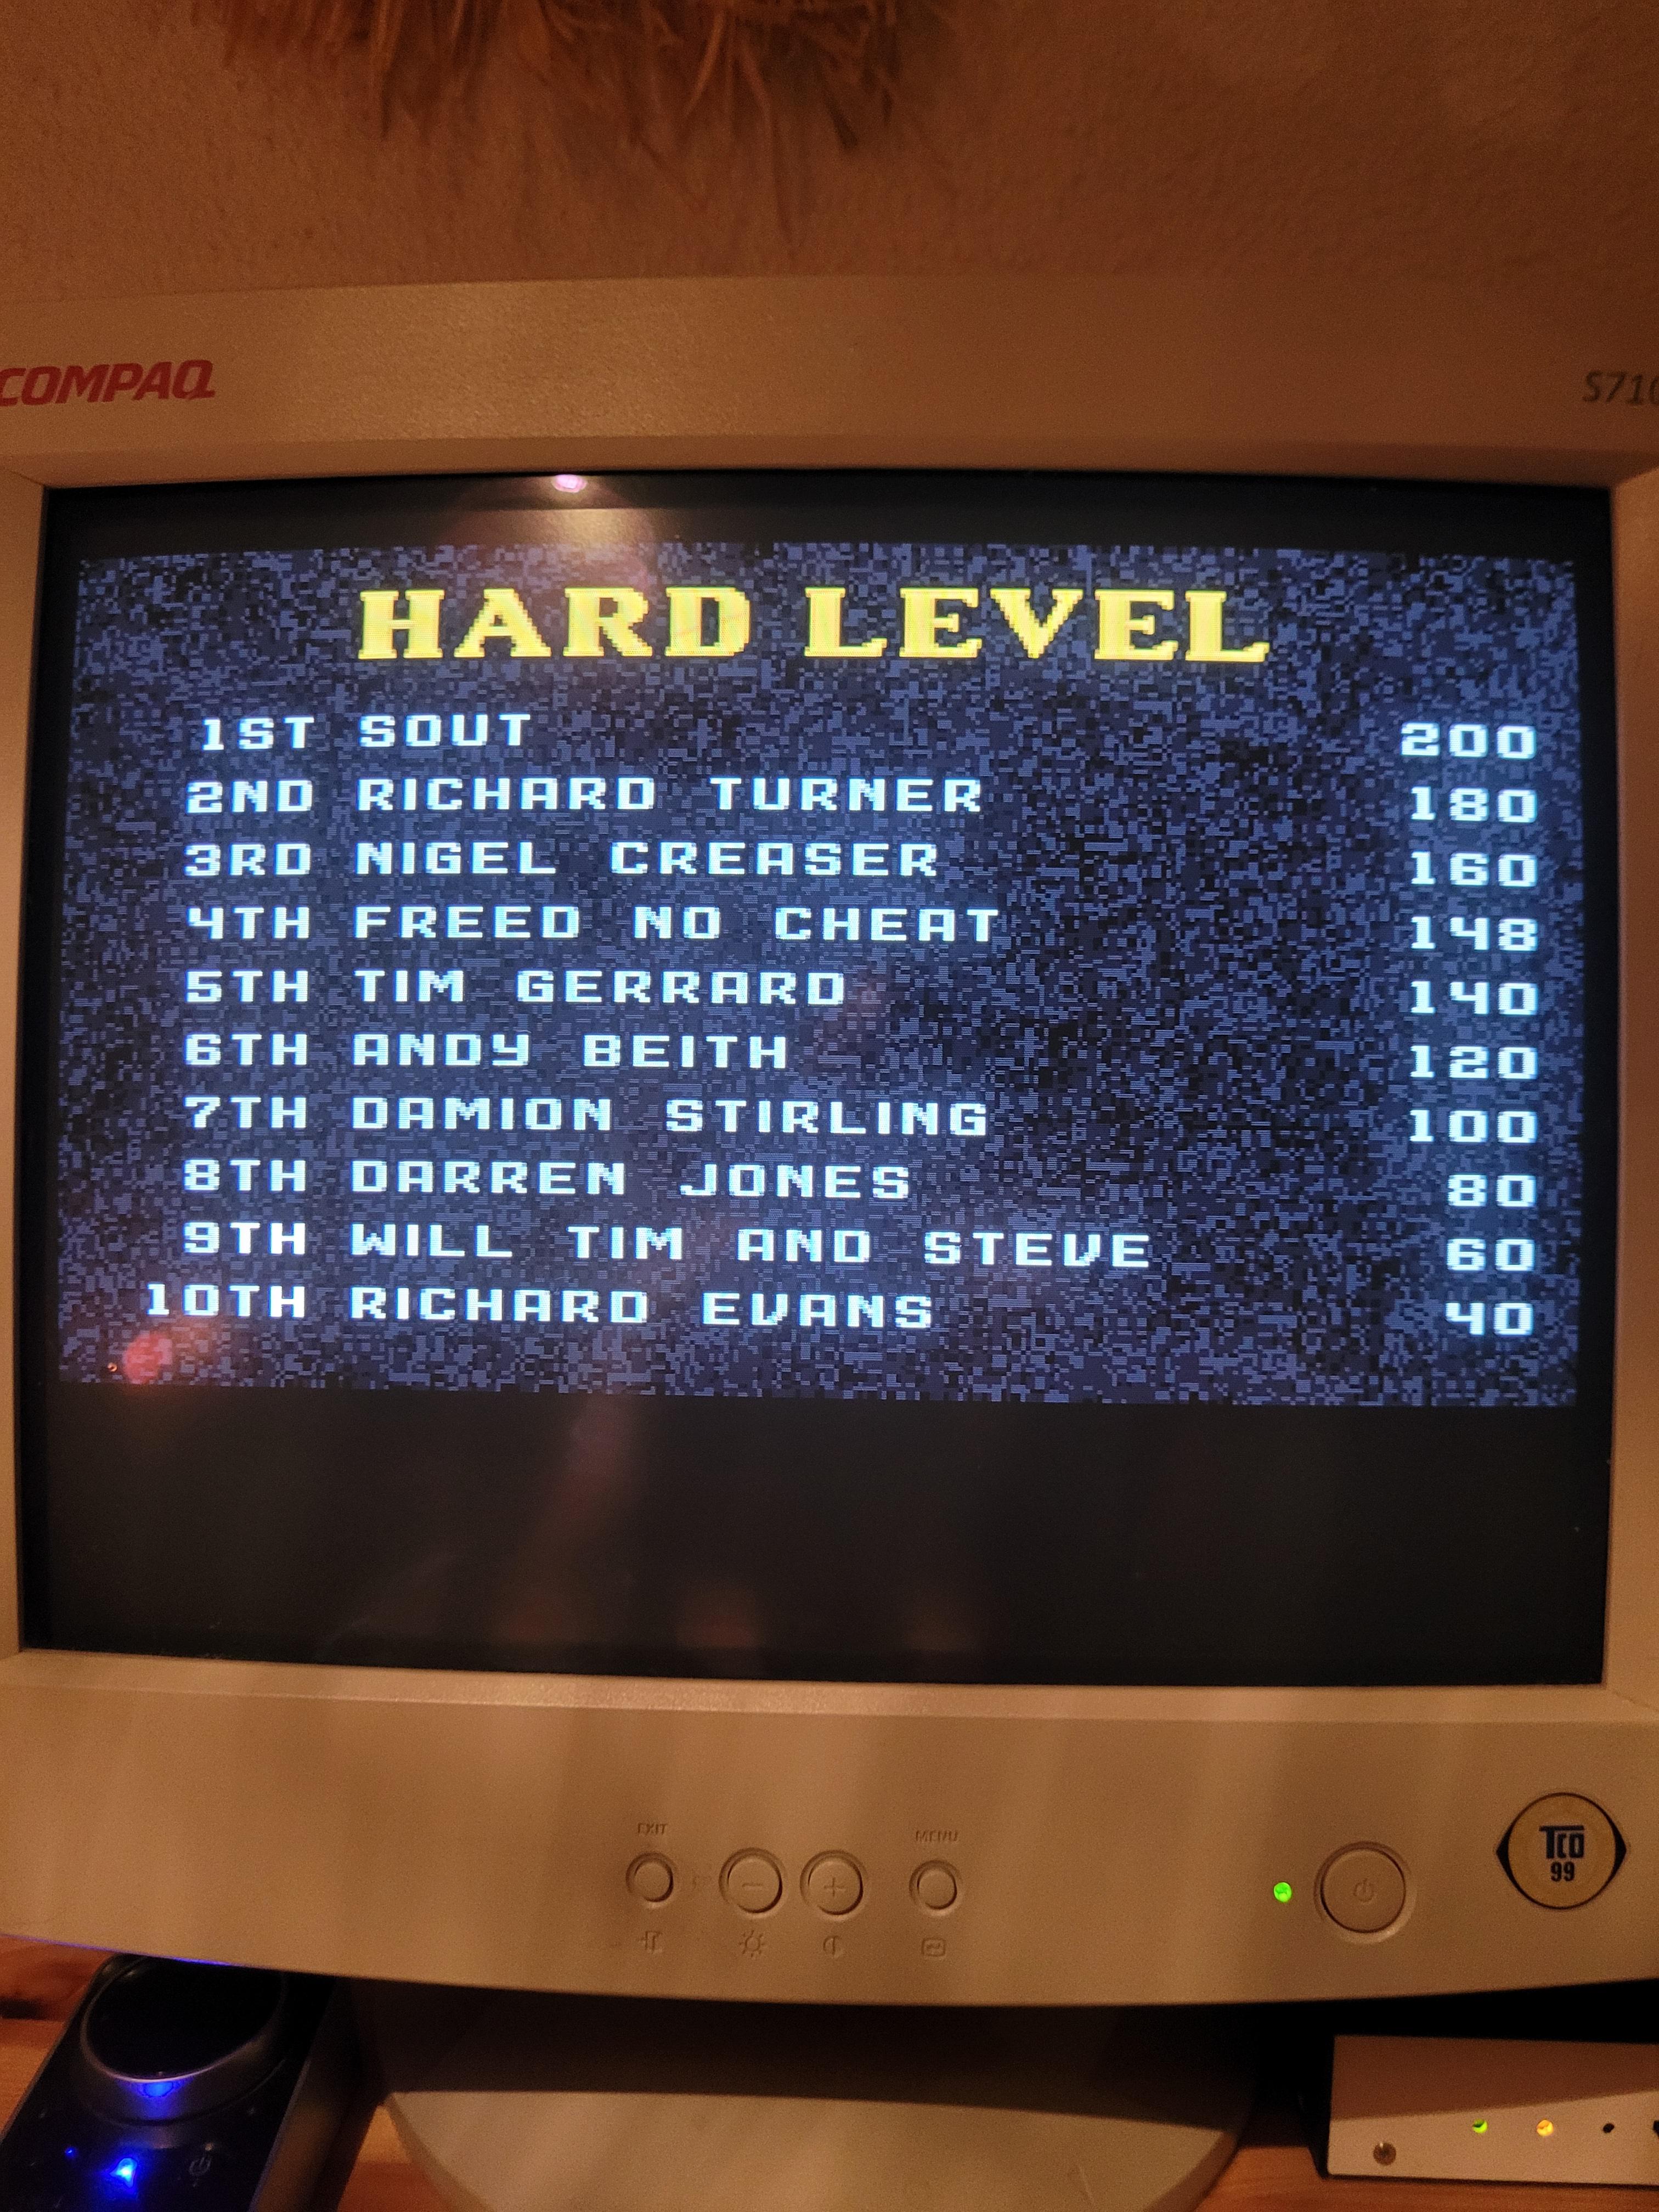 COMPAQ
S710
HARD LEVEL
1ST SOUT 200
2ND RICHARD TURNER 180
3RD NIGEL CREASER 160
4TH FREED NO CHEAT 148
5TH TIM GERRARD 140
6TH ANDY BEITH 120
7TH DAMION STIRLING 100
8TH DARREN JONES 80
9TH WILL TIM AND STEVE 60
10TH RICHARD EVANS 40
EXIT
MENU
TCO
99